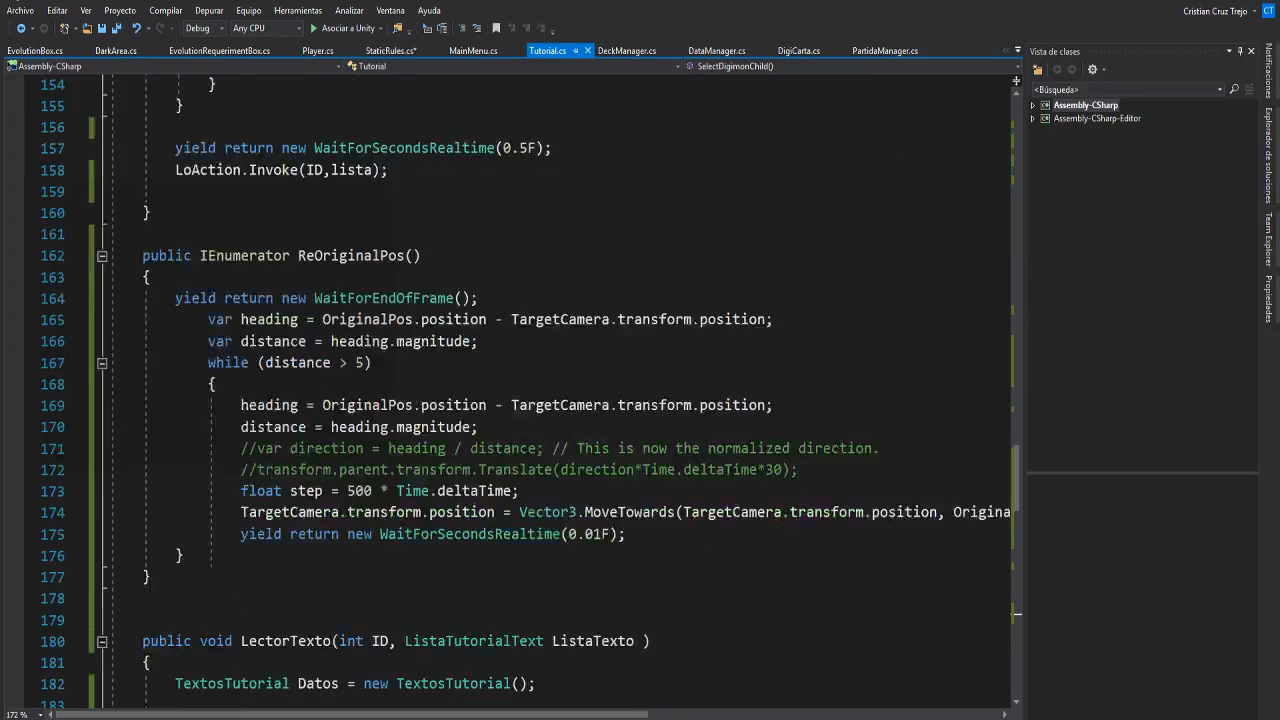 Archivo Editar Ver Proyecto Compilar Depurar Equipo Herramientas Analizar Ventana Ayuda Cristian Cruz Trejo CT
Debug Any CPU Asociar a Unity
EvolutionBox.cs DarkArea.cs EvolutionRequerimentBox.cs Player.cs StaticRules.cs* MainMenu.cs Tutorial.cs DeckManager.cs DataManager.cs DigiCarta.cs PartidaManager.cs
Assembly-CSharp Tutorial SelectDigimonChild()
Vista de clases
<Búsqueda>
Assembly-CSharp
Assembly-CSharp-Editor
Notificaciones
Explorador de soluciones
Team Explorer
Propiedades
154 }
155 }
156
157 yield return new WaitForSecondsRealtime(0.5F);
158 LoAction.Invoke(ID,lista);
159
160 }
161
162 public IEnumerator ReOriginalPos()
163 {
164 yield return new WaitForEndOfFrame();
165 var heading = OriginalPos.position - TargetCamera.transform.position;
166 var distance = heading.magnitude;
167 while (distance > 5)
168 {
169 heading = OriginalPos.position - TargetCamera.transform.position;
170 distance = heading.magnitude;
171 //var direction = heading / distance; // This is now the normalized direction.
172 //transform.parent.transform.Translate(direction*Time.deltaTime*30);
173 float step = 500 * Time.deltaTime;
174 TargetCamera.transform.position = Vector3.MoveTowards(TargetCamera.transform.position, Origina
175 yield return new WaitForSecondsRealtime(0.01F);
176 }
177 }
178
179
180 public void LectorTexto(int ID, ListaTutorialText ListaTexto )
181 {
182 TextosTutorial Datos = new TextosTutorial();
183
172 %